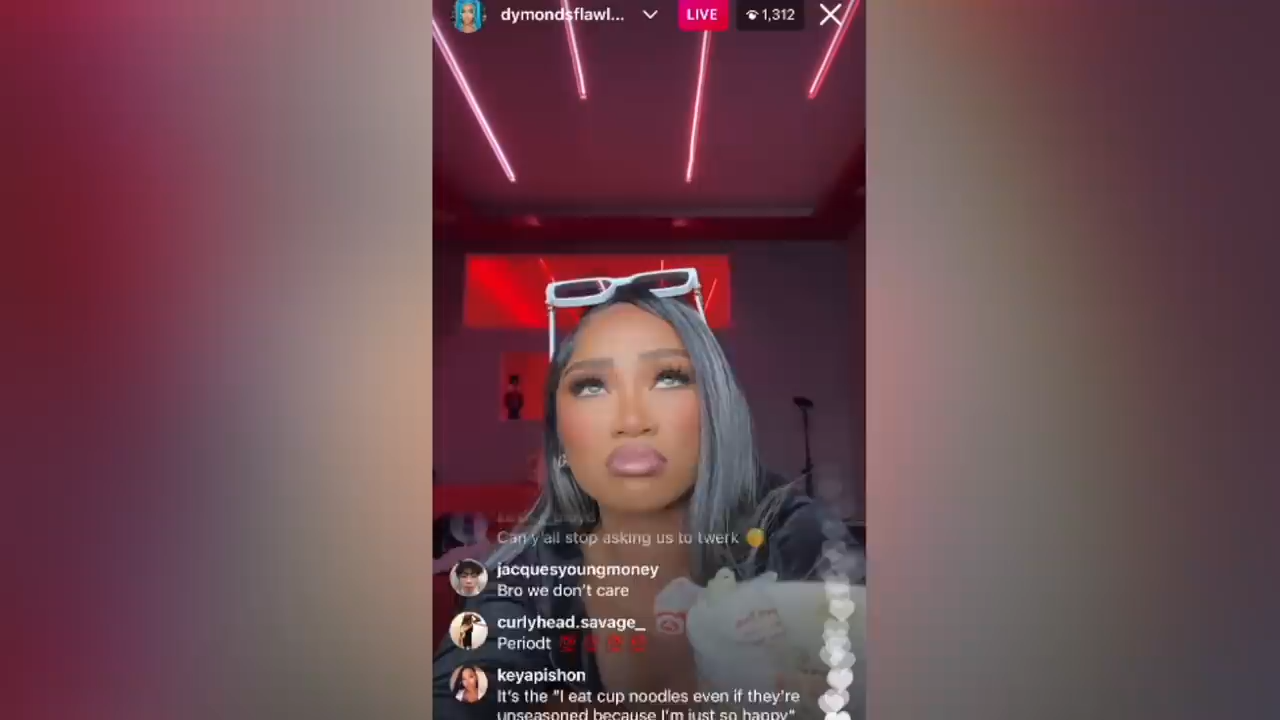 dymondsflawl...
LIVE
1,312
Can y'all stop asking us to twerk
jacquesyoungmoney
Bro we don't care
curlyhead.savage_
Periodt 💯 💯 💯 💯
keyapishon
It's the "I eat cup noodles even if they're
unseasoned because I'm just so happy"